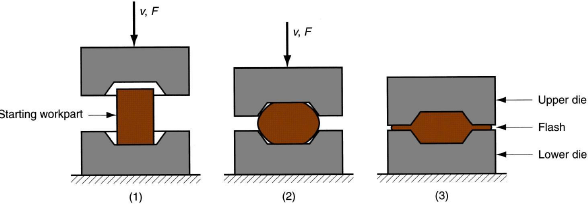 v, F
v, F
Starting workpart
Upper die
Flash
Lower die
(1)
(2)
(3)